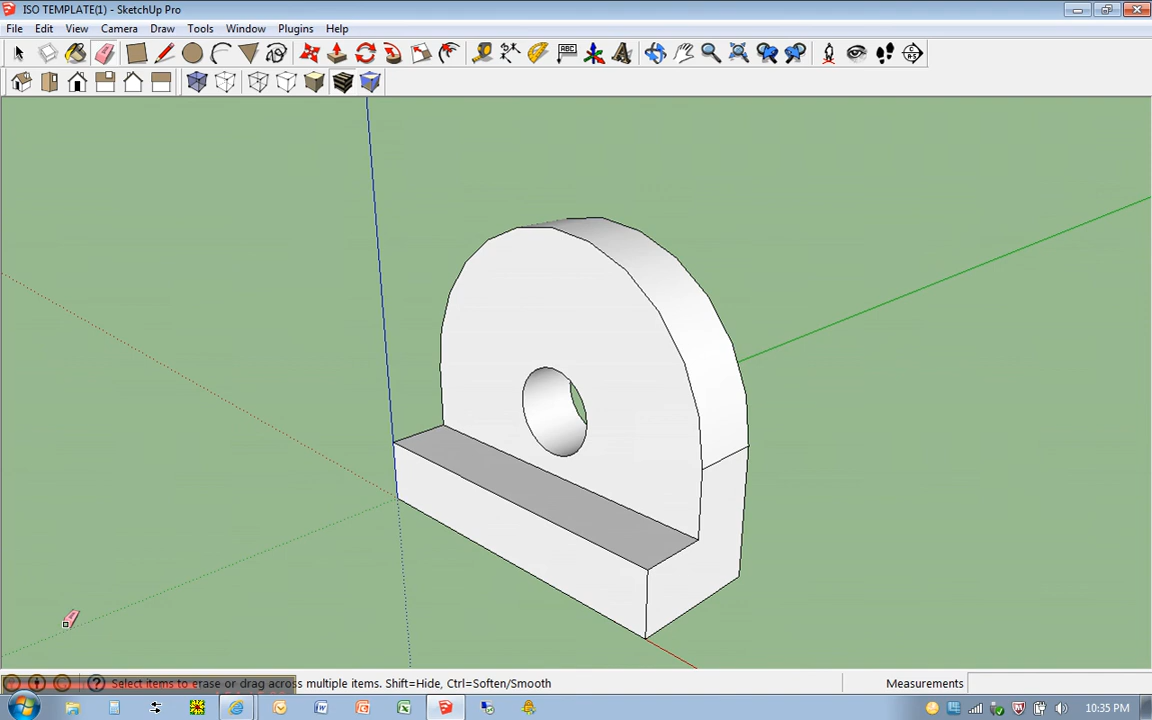 ISO TEMPLATE(1) - SketchUp Pro
File Edit View Camera Draw Tools Window Plugins Help
Select items to erase or drag across multiple items. Shift=Hide, Ctrl=Soften/Smooth Measurements
10:35 PM